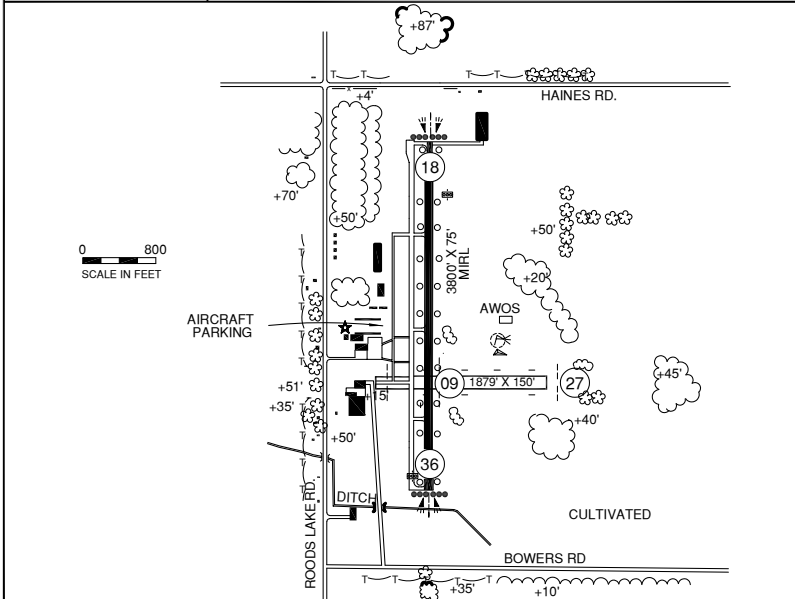 +87'
HAINES RD.
+4'
18
+70'
+50'
+50'
3800' X 75'
MIRL
+20'
0 800
SCALE IN FEET
AWOS
AIRCRAFT
PARKING
09
1879' X 150'
27
+45'
+51'
+15'
+35'
+40'
+50'
36
DITCH
ROODS LAKE RD.
CULTIVATED
BOWERS RD
+35'
+10'